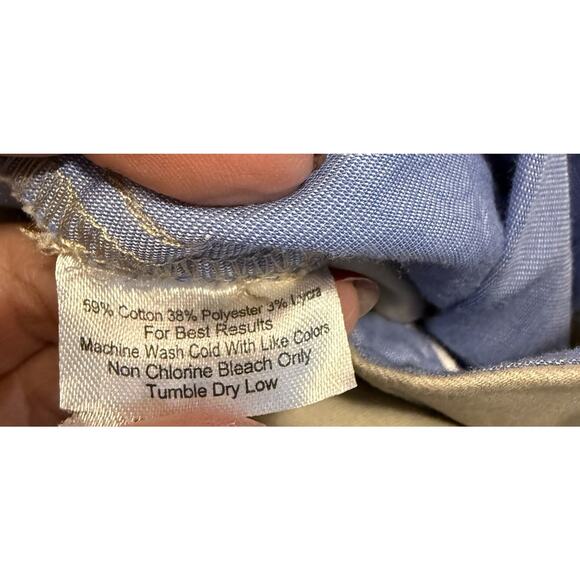 59% Cotton 38% Polyester 3% Lycra
For Best Results
Machine Wash Cold With Like Colors
Non Chlorine Bleach Only
Tumble Dry Low